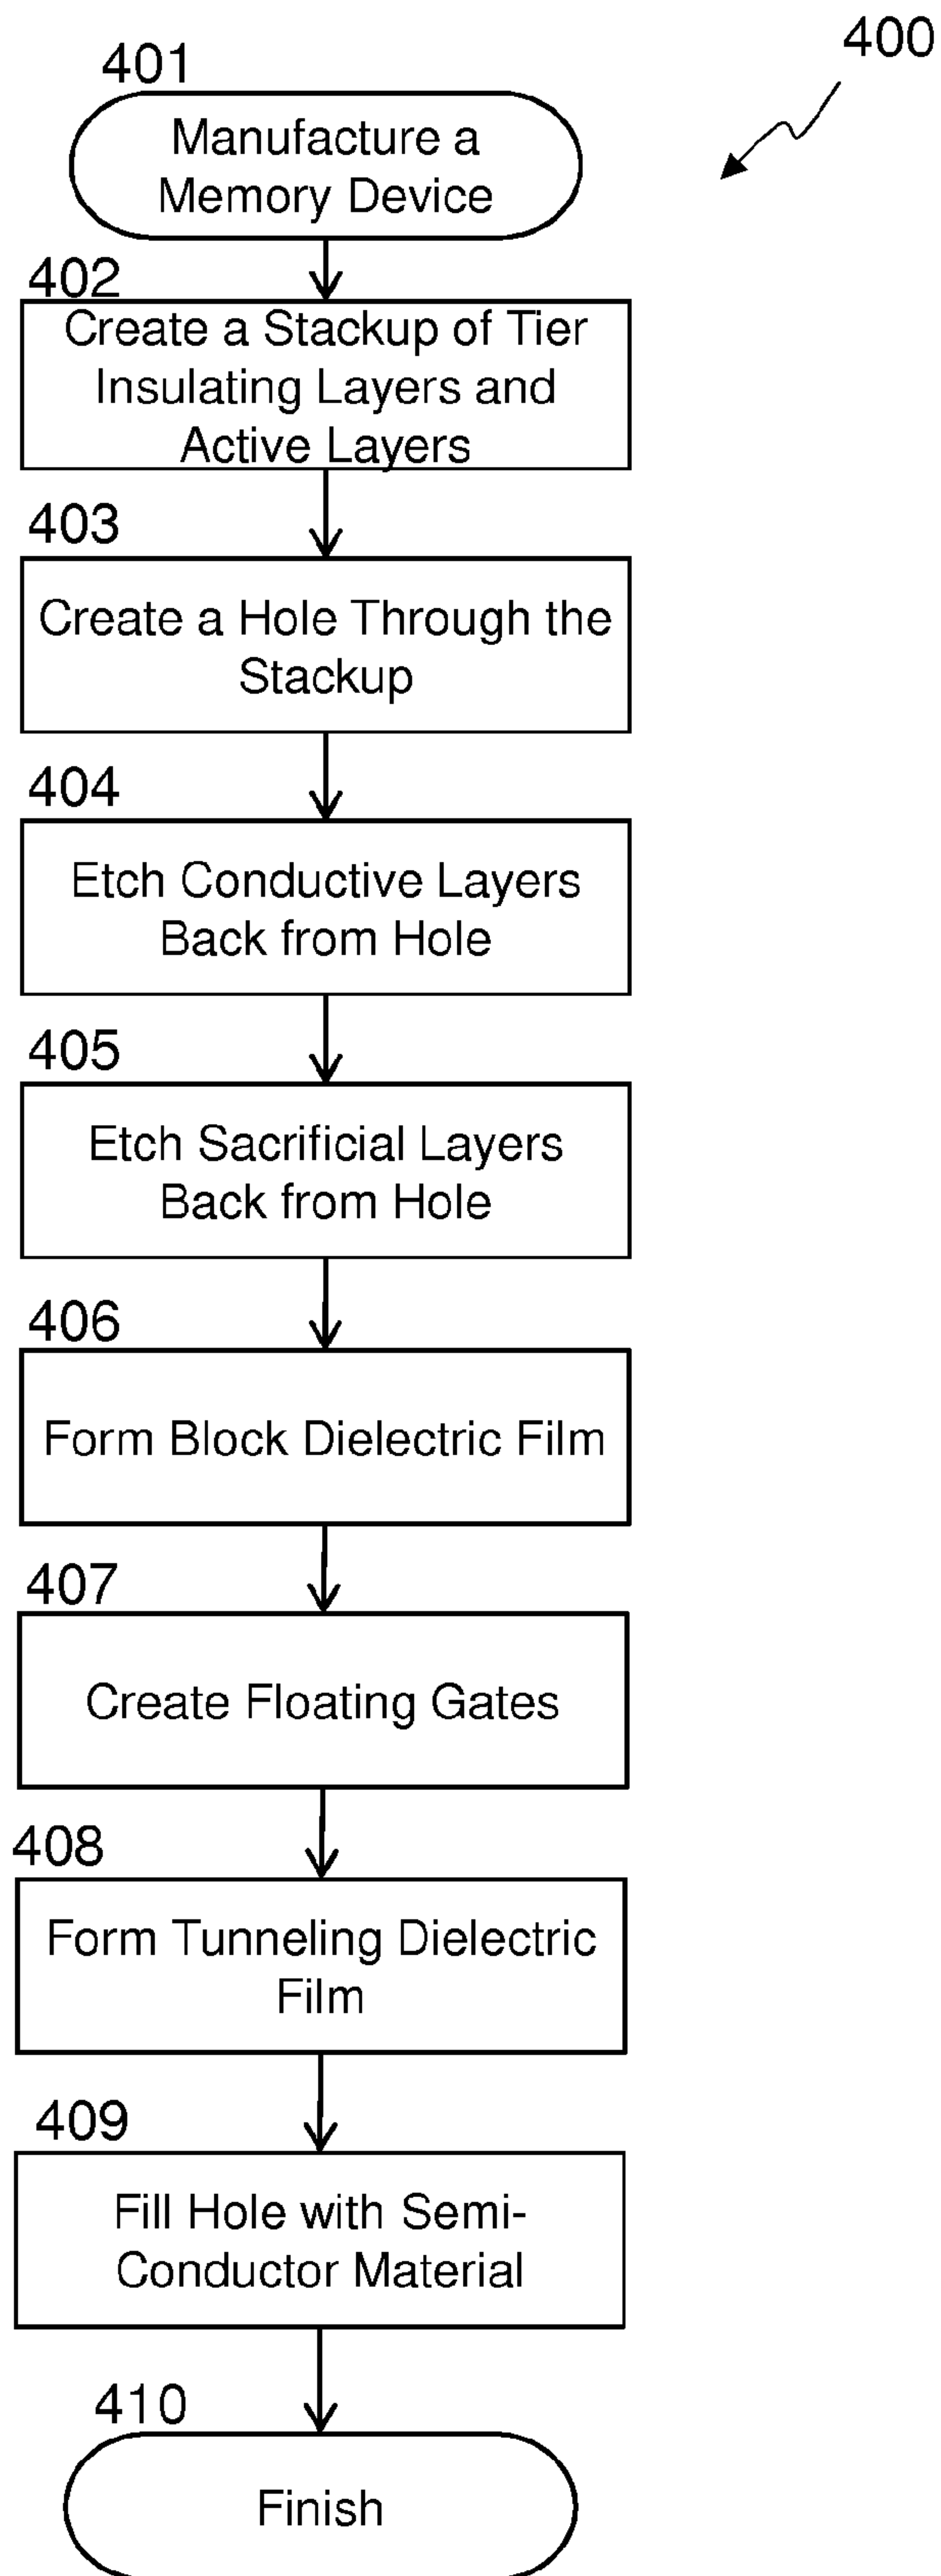 400
401
Manufacture a
Memory Device
402
Create a Stackup of Tier
Insulating Layers and
Active Layers
403
Create a Hole Through the
Stackup
404
Etch Conductive Layers
Back from Hole
405
Etch Sacrificial Layers
Back from Hole
406
Form Block Dielectric Film
407
Create Floating Gates
408
Form Tunneling Dielectric
Film
409
Fill Hole with Semi-
Conductor Material
410
Finish